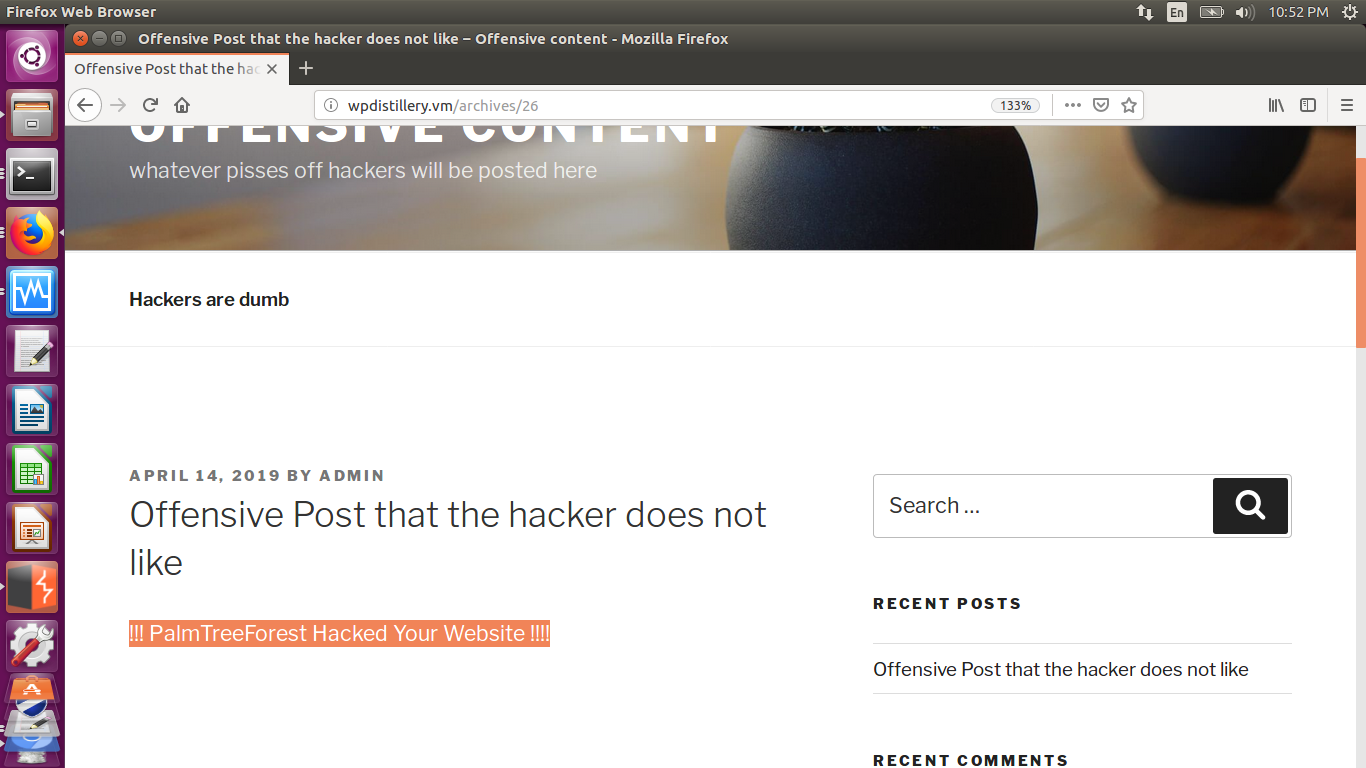 Firefox Web Browser
En
10:52 PM
Offensive Post that the hacker does not like – Offensive content - Mozilla Firefox
Offensive Post that the hac
wpdistillery.vm/archives/26
133%
OFFENSIVE CONTENT
whatever pisses off hackers will be posted here
Hackers are dumb
APRIL 14, 2019 BY ADMIN
Offensive Post that the hacker does not
like
!!! PalmTreeForest Hacked Your Website !!!!
Search …
RECENT POSTS
Offensive Post that the hacker does not like
RECENT COMMENTS